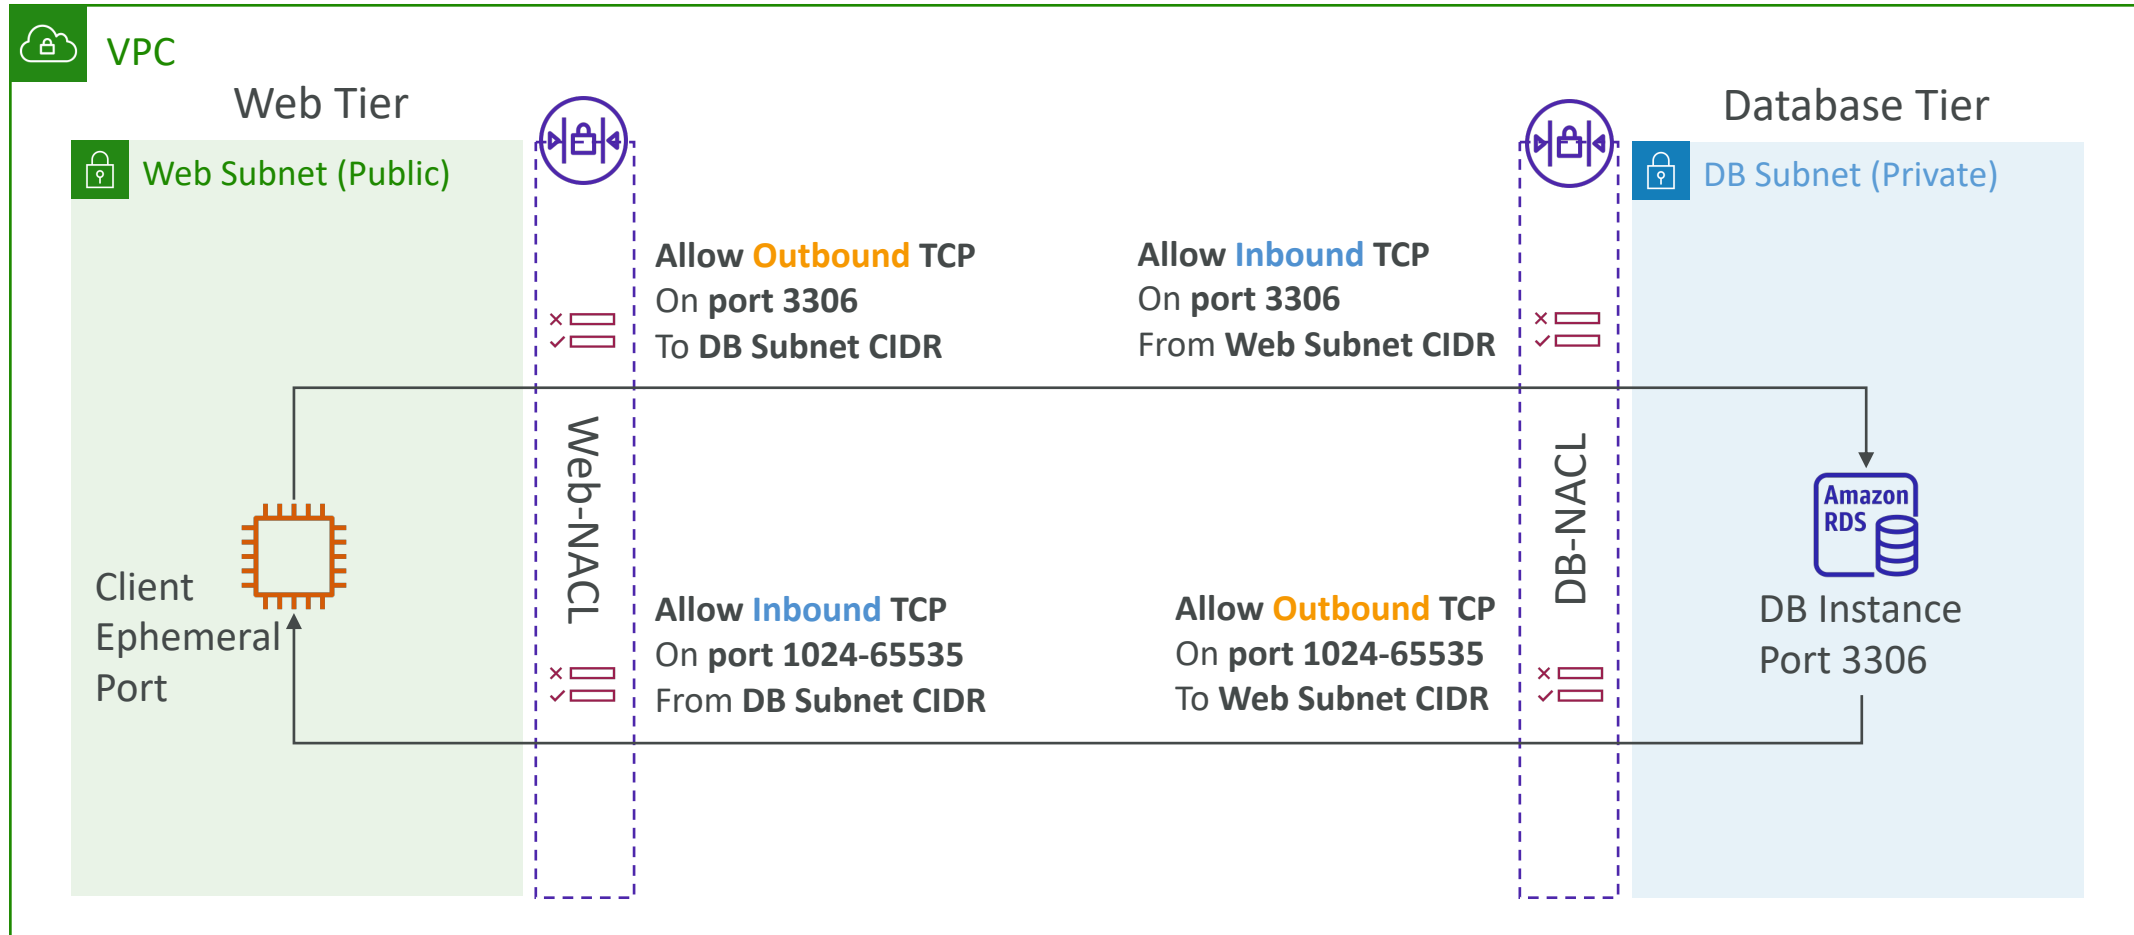 VPC
Web Tier
Database Tier
Web Subnet (Public)
DB Subnet (Private)
Allow Outbound TCP
On port 3306
To DB Subnet CIDR
Allow Inbound TCP
On port 3306
From Web Subnet CIDR
Web-NACL
DB-NACL
Amazon
RDS
Client
Ephemeral
Port
Allow Inbound TCP
On port 1024-65535
From DB Subnet CIDR
Allow Outbound TCP
On port 1024-65535
To Web Subnet CIDR
DB Instance
Port 3306